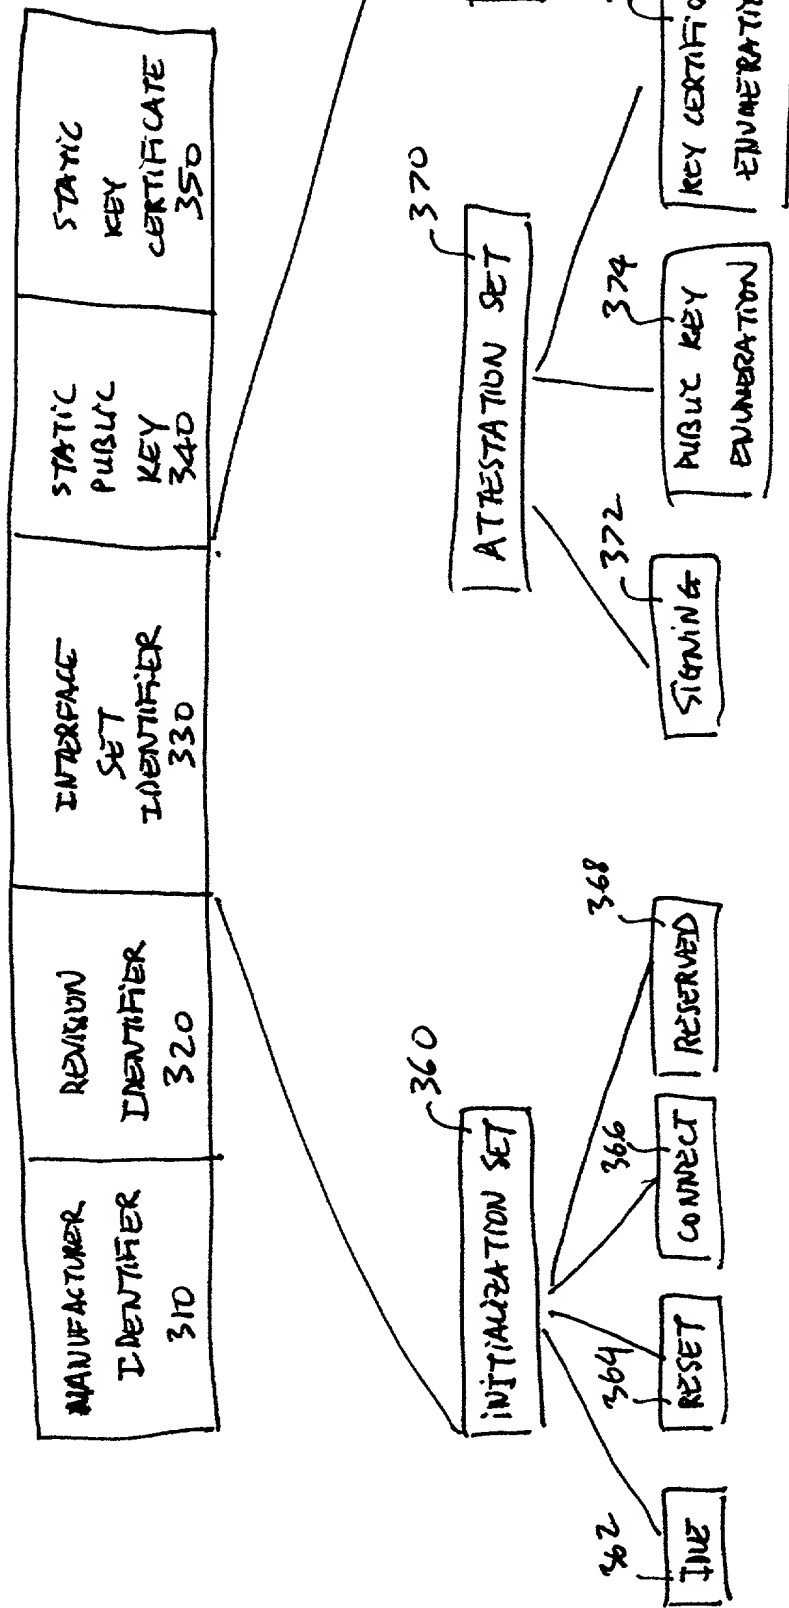 MANUFACTURER
IDENTIFIER
310
REVISION
IDENTIFIER
320
INTERFACE
SET
IDENTIFIER
330
STATIC
PUBLIC
KEY
340
STATIC
KEY
CERTIFICATE
350
INITIALIZATION SET
360
ATTESTATION SET
370
362
IDLE
364
RESET
366
CONNECT
368
RESERVED
372
SIGNING
374
PUBLIC KEY
ENUMERATION
KEY